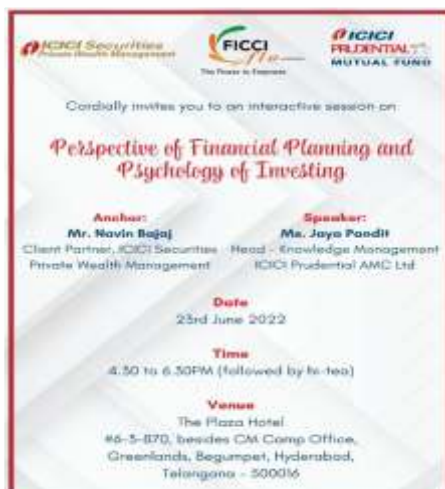 ICICI Securities
Private Wealth Management
FICCI
flo
The Power to Empower
ICICI
PRUDENTIAL
MUTUAL FUND
Cordially invites you to an interactive session on
Perspective of Financial Planning and
Psychology of Investing
Anchor:
Mr. Navin Bajaj
Client Partner, ICICI Securities
Private Wealth Management
Speaker:
Ms. Jaya Pandit
Head - Knowledge Management
ICICI Prudential AMC Ltd
Date
23rd June 2022
Time
4.30 to 6.30PM (followed by hi-tea)
Venue
The Plaza Hotel
#6-3-870, besides CM Camp Office,
Greenlands, Begumpet, Hyderabad,
Telangana - 500016